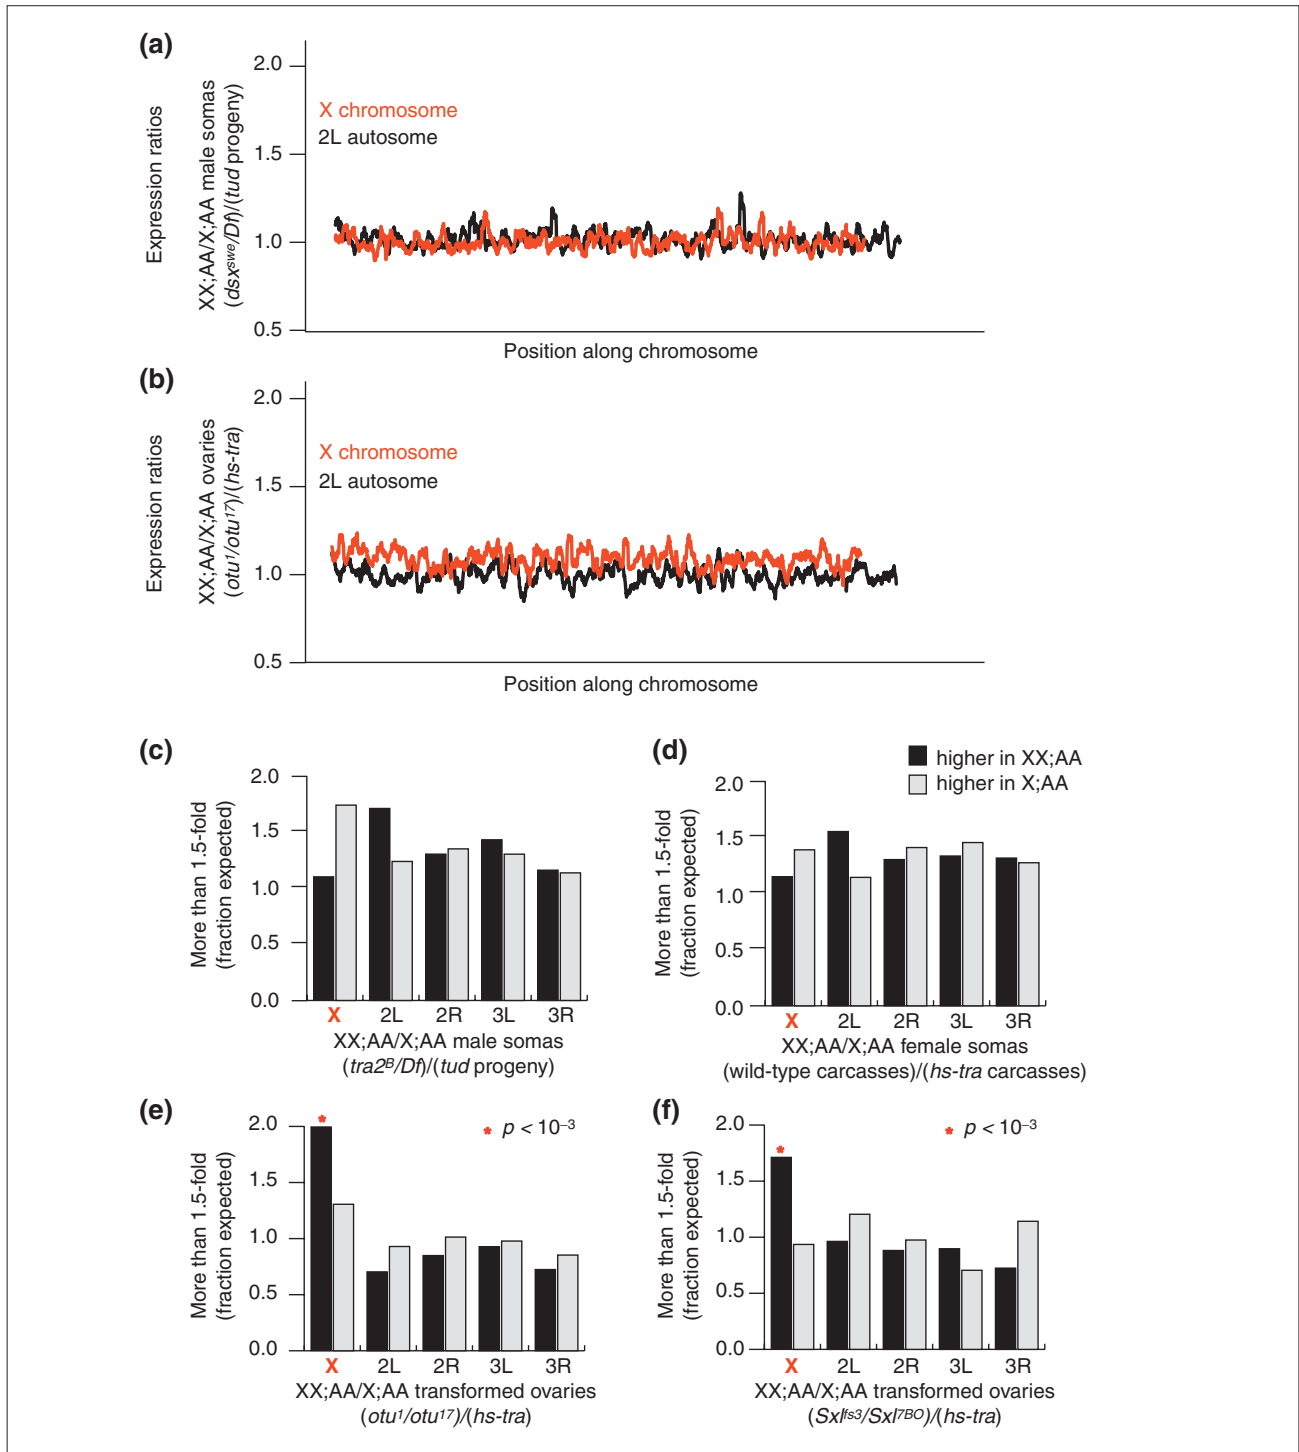 (a)
Expression ratios
XX;AA/X;AA male somas
(dsxswe/Df)/(tud progeny)
2.0
1.5
1.0
0.5
X chromosome
2L autosome
Position along chromosome
(b)
Expression ratios
XX;AA/X;AA ovaries
(otu1/otu17)/(hs-tra)
2.0
1.5
1.0
0.5
X chromosome
2L autosome
Position along chromosome
(c)
More than 1.5-fold
(fraction expected)
2.0
1.5
1.0
0.5
0.0
X 2L 2R 3L 3R
XX;AA/X;AA male somas
(tra2B/Df)/(tud progeny)
(d)
higher in XX;AA
higher in X;AA
More than 1.5-fold
(fraction expected)
2.0
1.5
1.0
0.5
0.0
X 2L 2R 3L 3R
XX;AA/X;AA female somas
(wild-type carcasses)/(hs-tra carcasses)
(e)
* p < 10–3
More than 1.5-fold
(fraction expected)
2.0
1.5
1.0
0.5
0.0
*
X 2L 2R 3L 3R
XX;AA/X;AA transformed ovaries
(otu1/otu17)/(hs-tra)
(f)
* p < 10–3
More than 1.5-fold
(fraction expected)
2.0
1.5
1.0
0.5
0.0
*
X 2L 2R 3L 3R
XX;AA/X;AA transformed ovaries
(Sxlfs3/Sxl7BO)/(hs-tra)